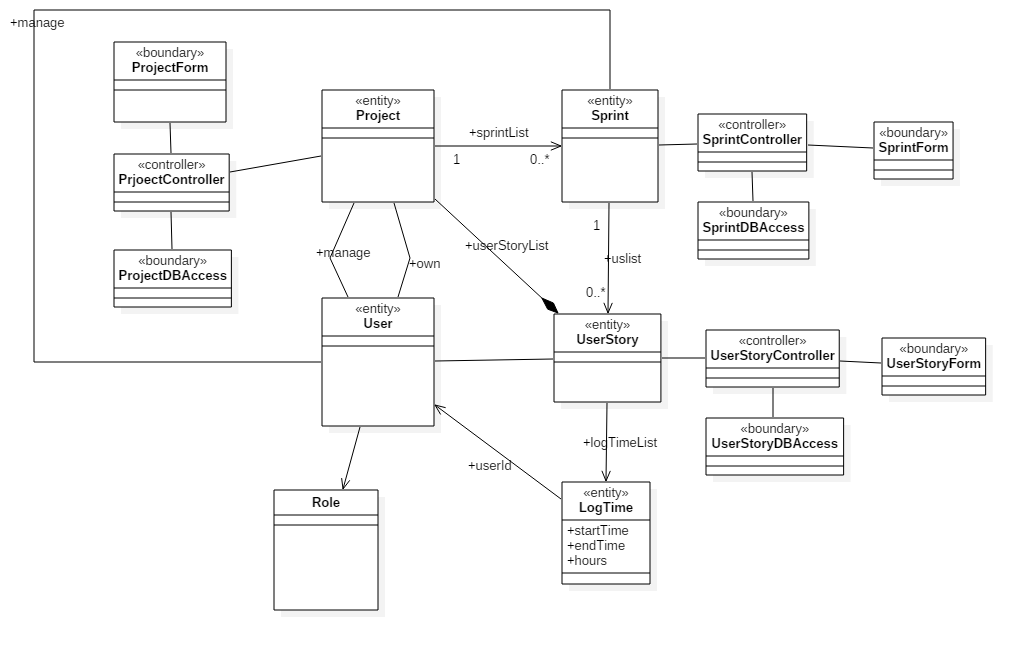 +manage
«boundary»
ProjectForm
«entity»
Project
«entity»
Sprint
+sprintList
1
0..*
«controller»
SprintController
«boundary»
SprintForm
«controller»
PrjoectController
«boundary»
SprintDBAccess
«boundary»
ProjectDBAccess
+manage
+own
+userStoryList
1
+uslist
0..*
«entity»
User
«entity»
UserStory
«controller»
UserStoryController
«boundary»
UserStoryForm
«boundary»
UserStoryDBAccess
+logTimeList
+userId
Role
«entity»
LogTime
+startTime
+endTime
+hours